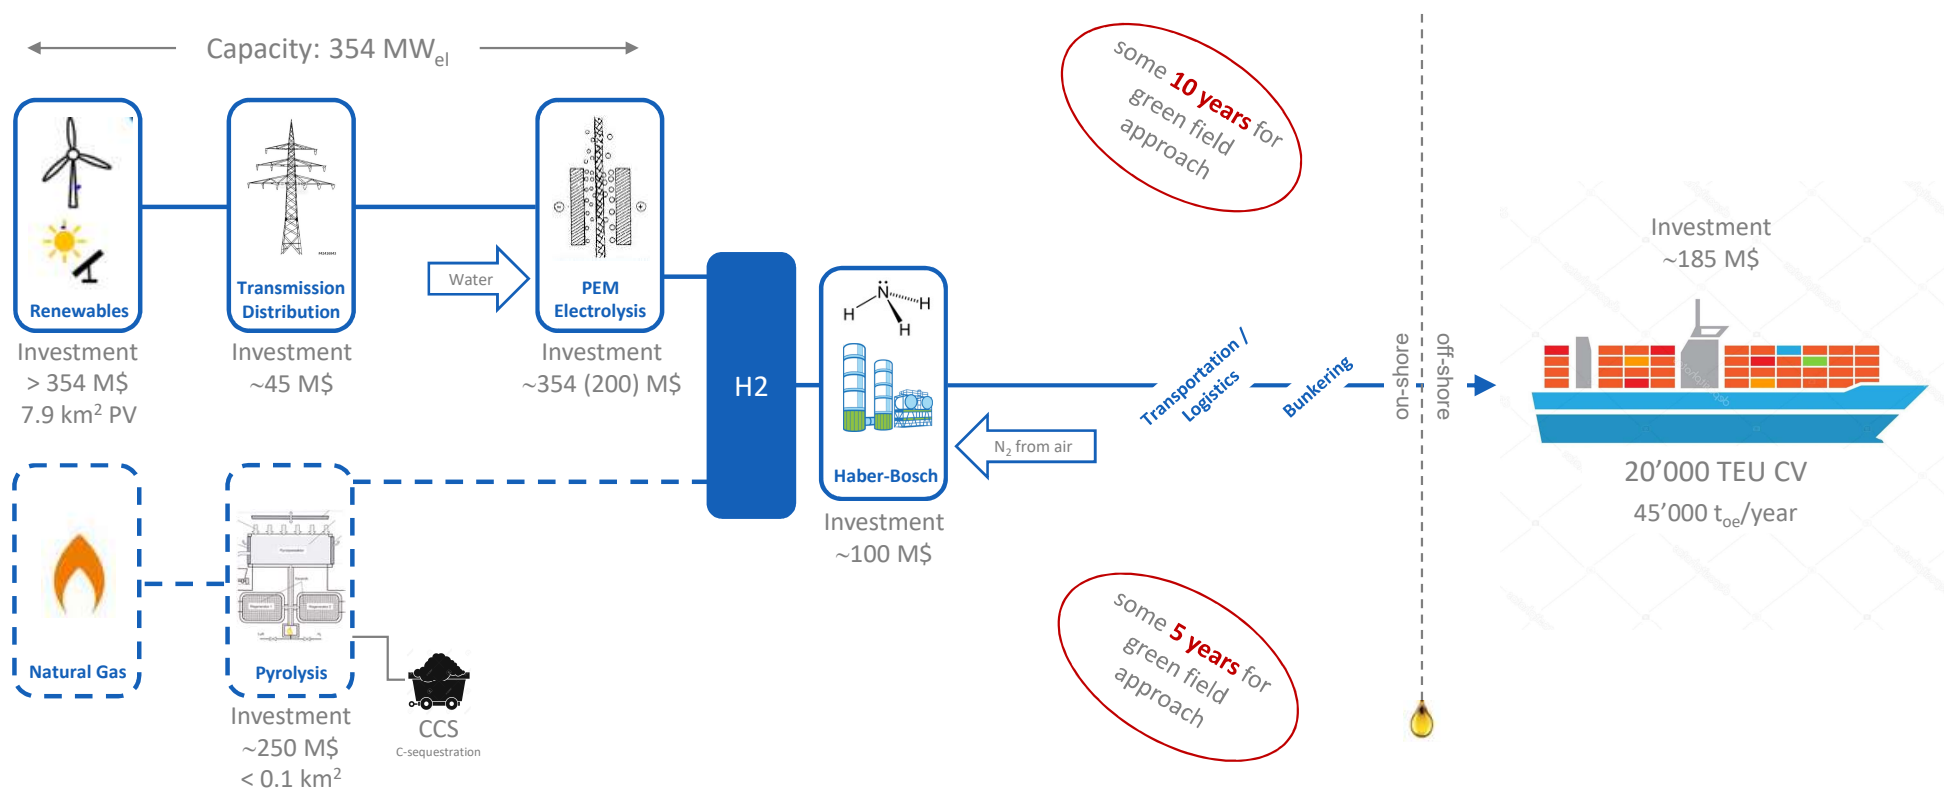 Capacity: 354 MWel
some 10 years for
green field
approach
Renewables
Transmission
Distribution
PEM
Electrolysis
Water
Investment
> 354 M$
7.9 km2 PV
Investment
~45 M$
Investment
~354 (200) M$
H2
N
H
H
H
Haber-Bosch
Investment
~100 M$
N2 from air
Transportation /
Logistics
Bunkering
on-shore
off-shore
Investment
~185 M$
20'000 TEU CV
45'000 toe/year
Natural Gas
Pyrolysis
Investment
~250 M$
< 0.1 km2
CCS
C-sequestration
some 5 years for
green field
approach